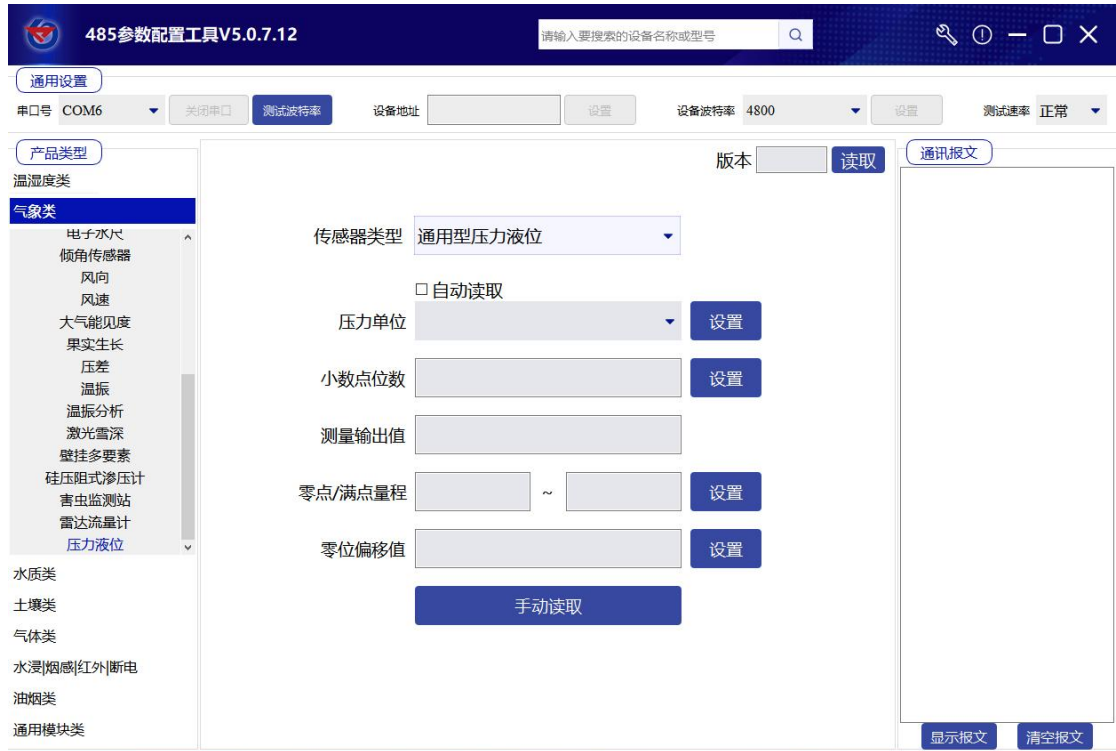 485参数配置工具V5.0.7.12
请输入要搜索的设备名称或型号
通用设置
串口号 COM6 关闭串口 测试波特率 设备地址 设置 设备波特率 4800 设置 测试速率 正常
产品类型
温湿度类
气象类
电子水尺
倾角传感器
风向
风速
大气能见度
果实生长
压差
温振
温振分析
激光雪深
壁挂多要素
硅压阻式渗压计
害虫监测站
雷达流量计
压力液位
水质类
土壤类
气体类
水浸|烟感|红外|断电
油烟类
通用模块类
版本 读取
传感器类型 通用型压力液位
自动读取
压力单位 设置
小数点位数 设置
测量输出值
零点/满点量程 ~ 设置
零位偏移值 设置
手动读取
通讯报文
显示报文 清空报文